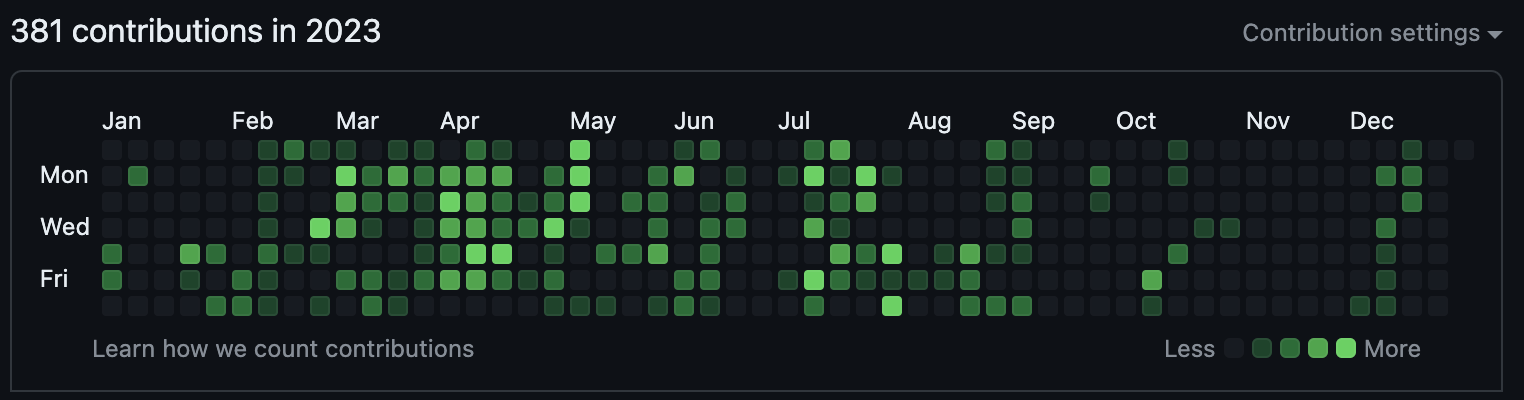 381 contributions in 2023
Contribution settings
Jan Feb Mar Apr May Jun Jul Aug Sep Oct Nov Dec
Mon
Wed
Fri
Learn how we count contributions
Less More